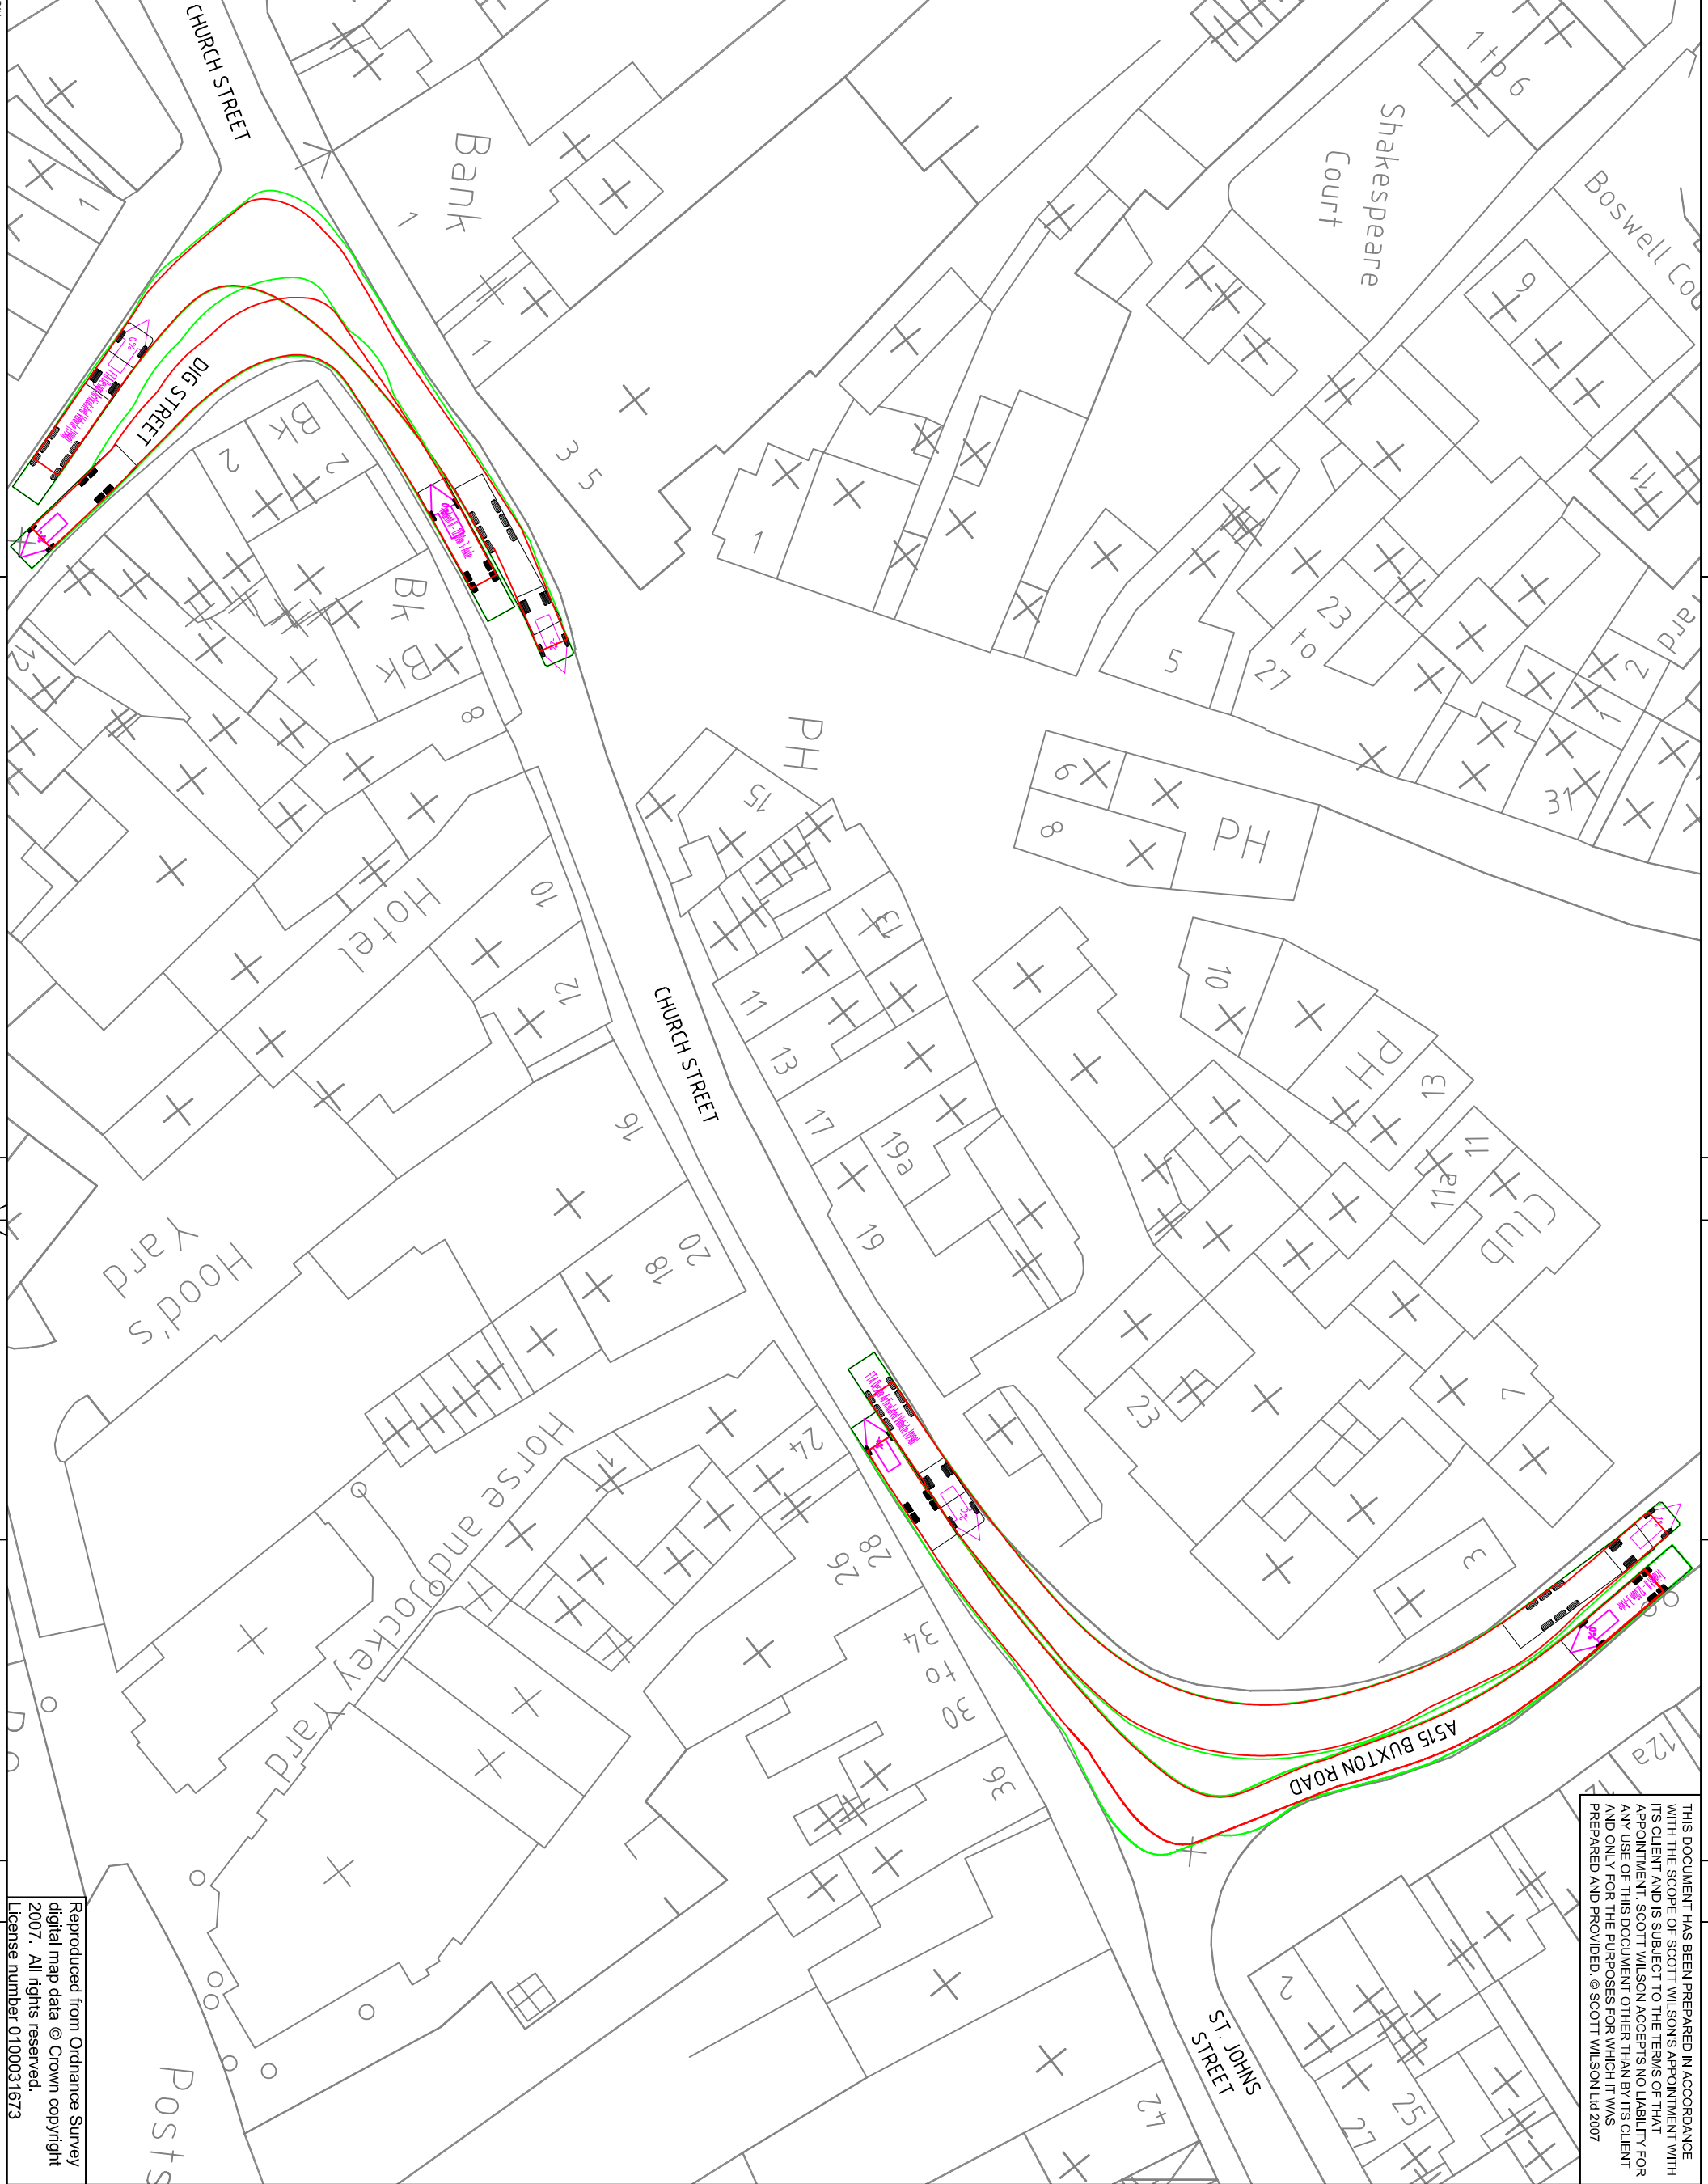 CHURCH STREET
Bank
1
1
1
1
3 5
Shakespeare
Court
1 to 6
Boswell
9
11
DIG STREET
2
2
Bk
Bk
Bk
8
12
PH
15
1
5
23
to
27
2
1
31
6
8
PH
10
Hotel
12
CHURCH STREET
11
13
13
17
19a
19
16
18
20
10
PH
13
11
11a
Club
7
3
23
Hood's
Yard
Horse and Jockey Yard
24
26
28
30 to 34
36
A515 BUXTON ROAD
12a
ST. JOHNS
STREET
2
25
27
42
THIS DOCUMENT HAS BEEN PREPARED IN ACCORDANCE
WITH THE SCOPE OF SCOTT WILSON'S APPOINTMENT WITH
ITS CLIENT AND IS SUBJECT TO THE TERMS OF THAT
APPOINTMENT. SCOTT WILSON ACCEPTS NO LIABILITY FOR
ANY USE OF THIS DOCUMENT OTHER THAN BY ITS CLIENT
AND ONLY FOR THE PURPOSES FOR WHICH IT WAS
PREPARED AND PROVIDED. © SCOTT WILSON Ltd 2007
Reproduced from Ordnance Survey
digital map data © Crown copyright
2007. All rights reserved.
License number 0100031673